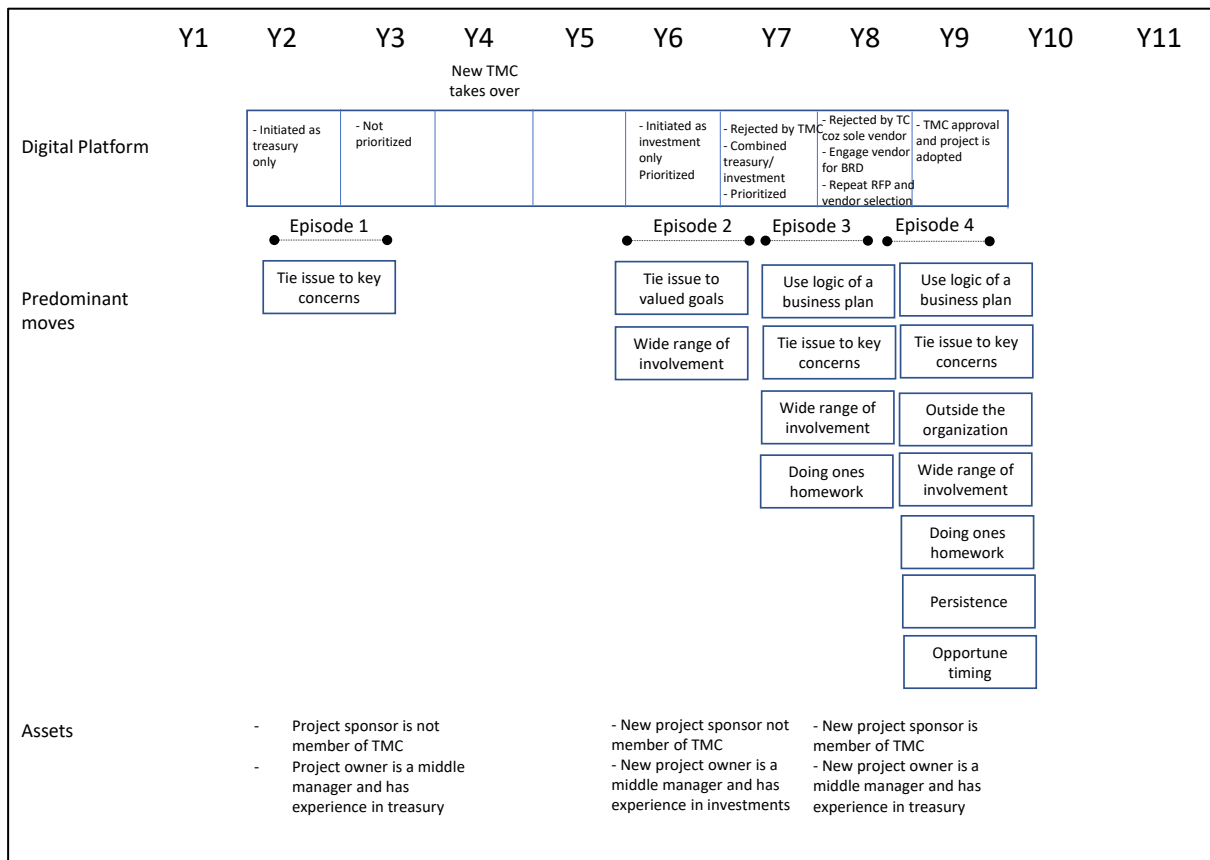 Y1 Y2 Y3 Y4 Y5 Y6 Y7 Y8 Y9 Y10 Y11
New TMC
takes over
Digital Platform
- Initiated as
treasury
only
- Not
prioritized
- Initiated as
investment
only
Prioritized
- Rejected by TMC
- Combined
treasury/
investment
- Prioritized
- Rejected by TC
coz sole vendor
- Engage vendor
for BRD
- Repeat RFP and
vendor selection
- TMC approval
and project is
adopted
Episode 1
Episode 2
Episode 3
Episode 4
Predominant
moves
Tie issue to key
concerns
Tie issue to
valued goals
Wide range of
involvement
Use logic of a
business plan
Tie issue to key
concerns
Wide range of
involvement
Doing ones
homework
Use logic of a
business plan
Tie issue to key
concerns
Outside the
organization
Wide range of
involvement
Doing ones
homework
Persistence
Opportune
timing
Assets
- Project sponsor is not
member of TMC
- Project owner is a middle
manager and has
experience in treasury
- New project sponsor not
member of TMC
- New project owner is a
middle manager and has
experience in investments
- New project sponsor is
member of TMC
- New project owner is a
middle manager and has
experience in treasury